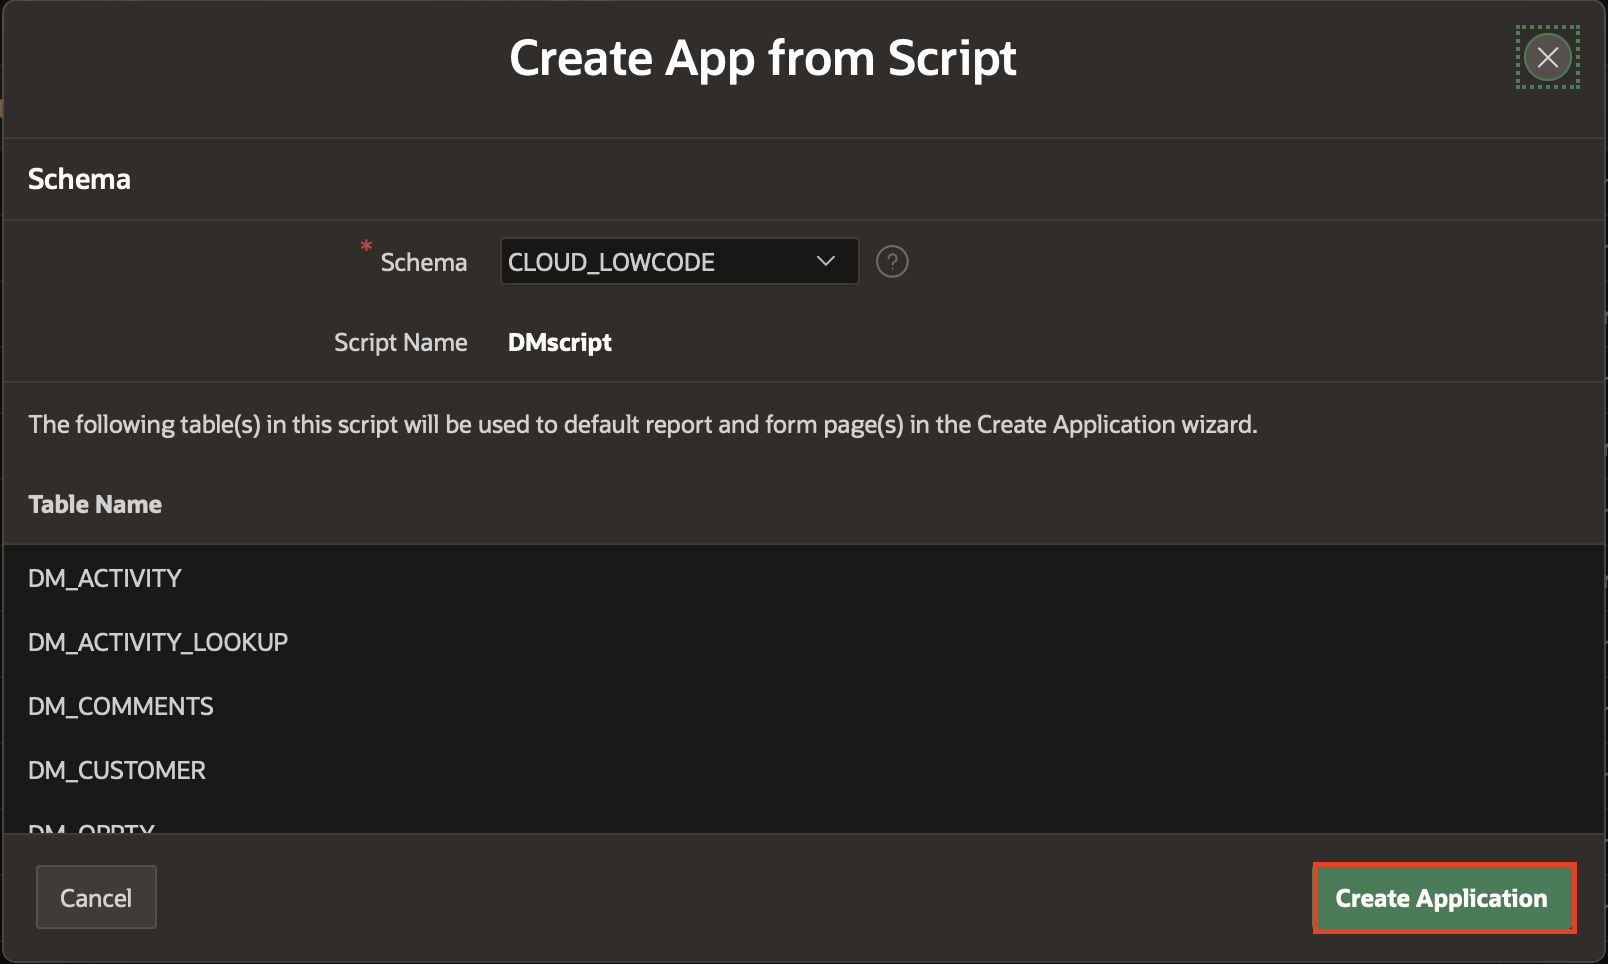 Create App from Script
Schema
* Schema CLOUD_LOWCODE ?
Script Name DMscript
The following table(s) in this script will be used to default report and form page(s) in the Create Application wizard.
Table Name
DM_ACTIVITY
DM_ACTIVITY_LOOKUP
DM_COMMENTS
DM_CUSTOMER
DM_OPPTY
Cancel Create Application